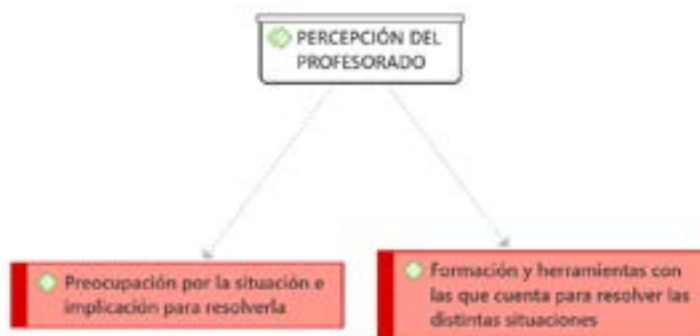 PERCEPCIÓN DEL
PROFESORADO
Preocupación por la situación e
implicación para resolverla
Formación y herramientas con
las que cuenta para resolver las
distintas situaciones